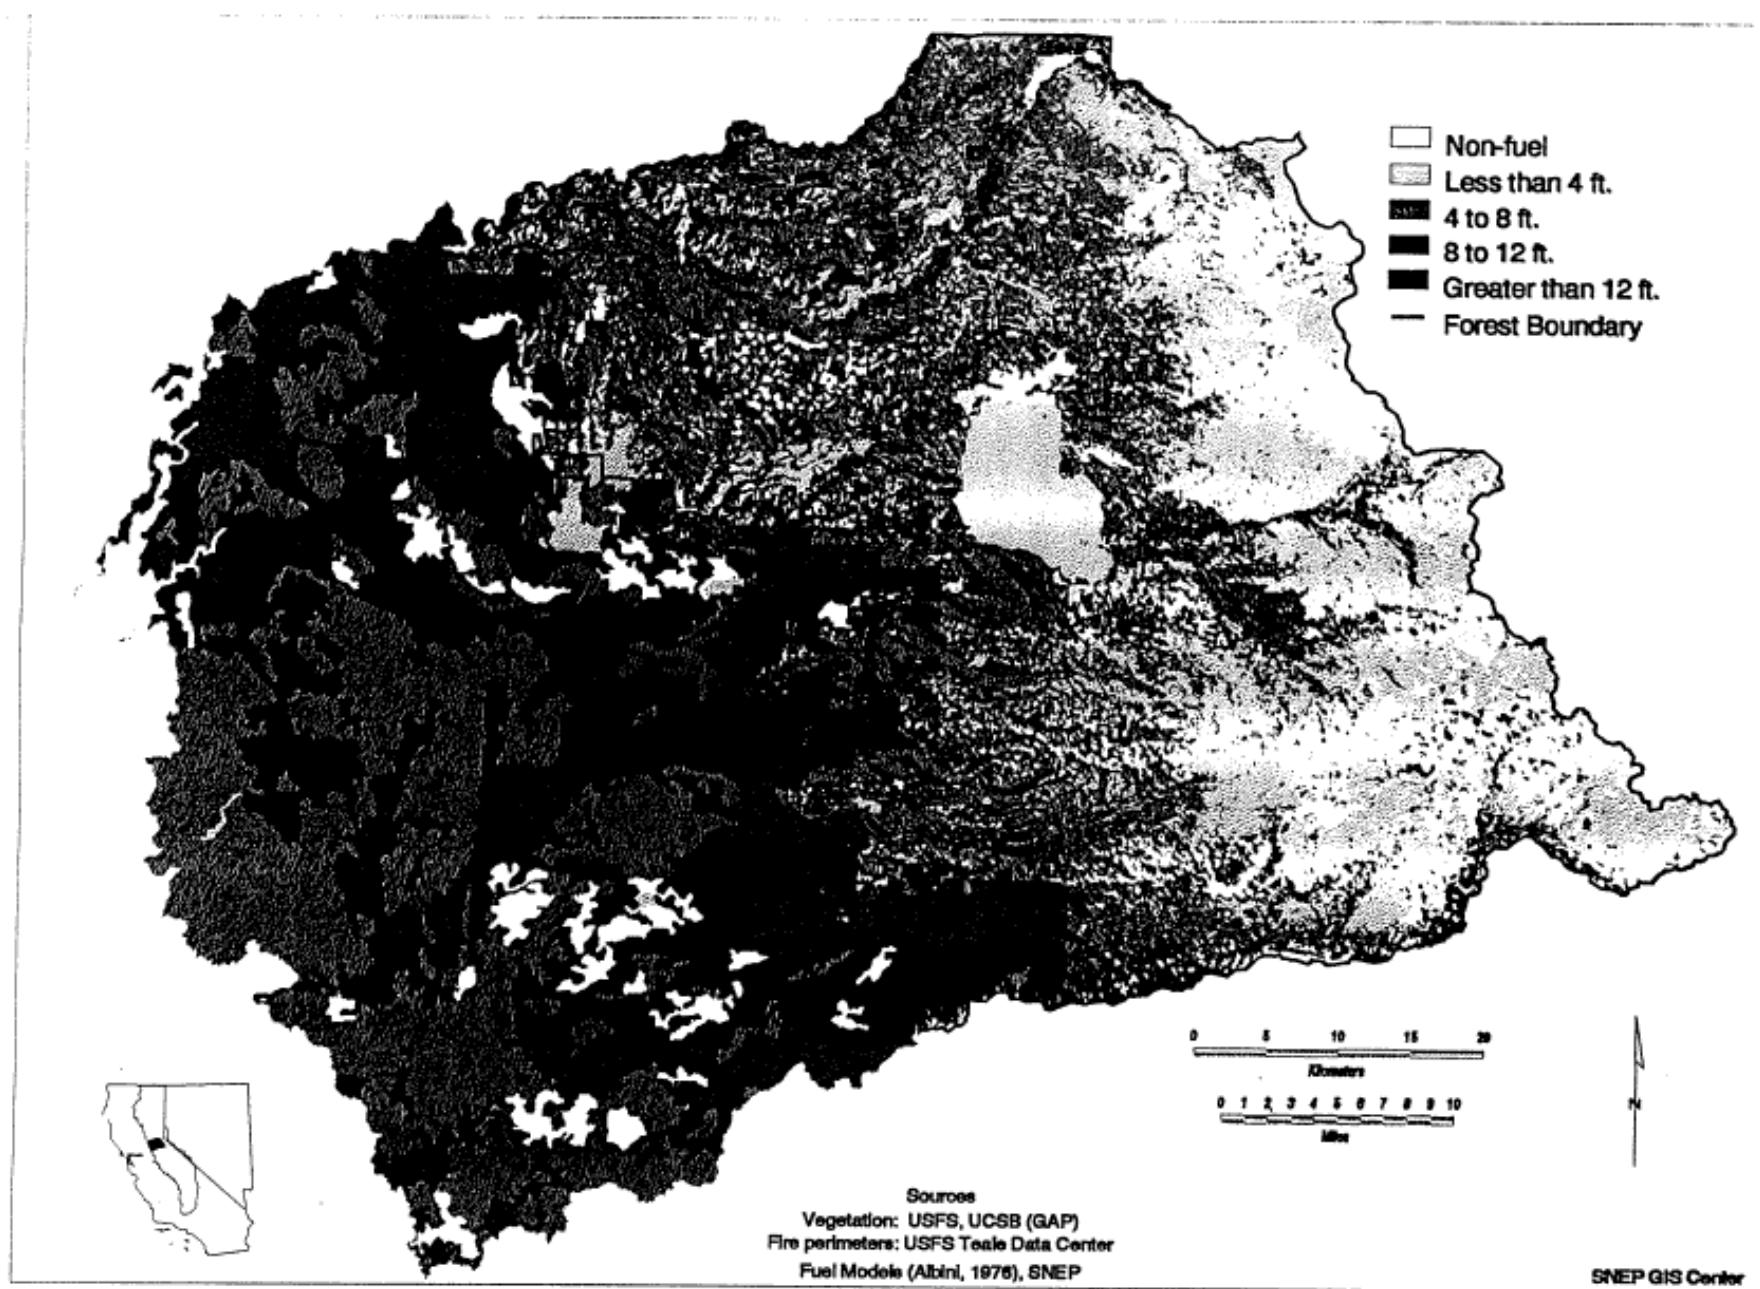 Non-fuel
Less than 4 ft.
4 to 8 ft.
8 to 12 ft.
Greater than 12 ft.
Forest Boundary
0 5 10 15 20
Kilometers
0 1 2 3 4 5 6 7 8 9 10
Miles
N
Sources
Vegetation: USFS, UCSB (GAP)
Fire perimeters: USFS Teale Data Center
Fuel Models (Albini, 1976), SNEP
SNEP GIS Center